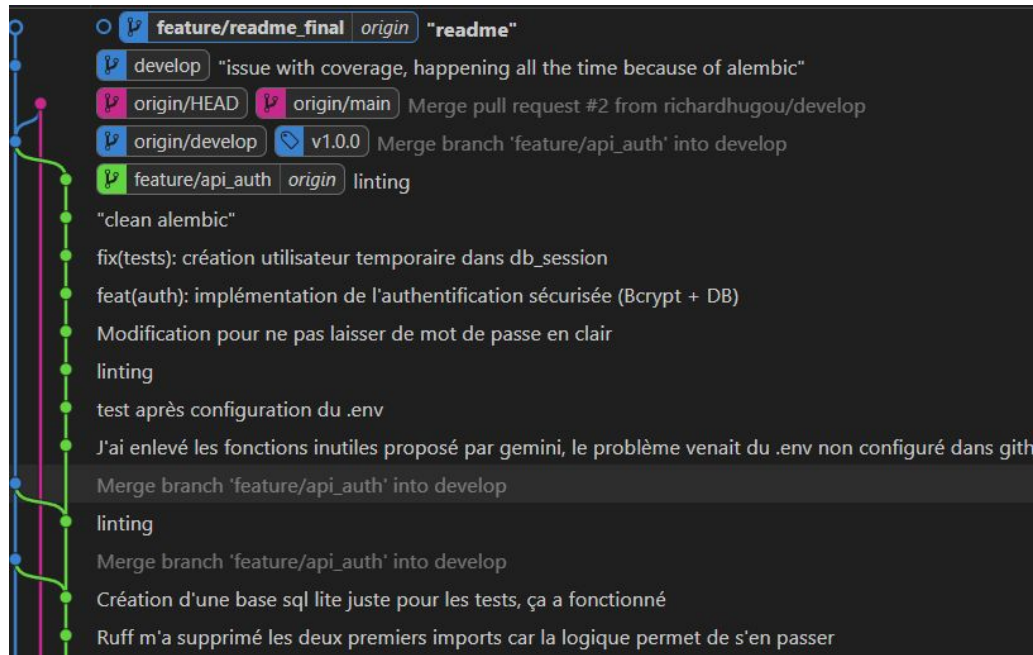 feature/readme_final origin "readme"
develop "issue with coverage, happening all the time because of alembic"
origin/HEAD origin/main Merge pull request #2 from richardhugou/develop
origin/develop v1.0.0 Merge branch 'feature/api_auth' into develop
feature/api_auth origin linting
"clean alembic"
fix(tests): création utilisateur temporaire dans db_session
feat(auth): implémentation de l'authentification sécurisée (Bcrypt + DB)
Modification pour ne pas laisser de mot de passe en clair
linting
test après configuration du .env
J'ai enlevé les fonctions inutiles proposé par gemini, le problème venait du .env non configuré dans gith
Merge branch 'feature/api_auth' into develop
linting
Merge branch 'feature/api_auth' into develop
Création d'une base sql lite juste pour les tests, ça a fonctionné
Ruff m'a supprimé les deux premiers imports car la logique permet de s'en passer